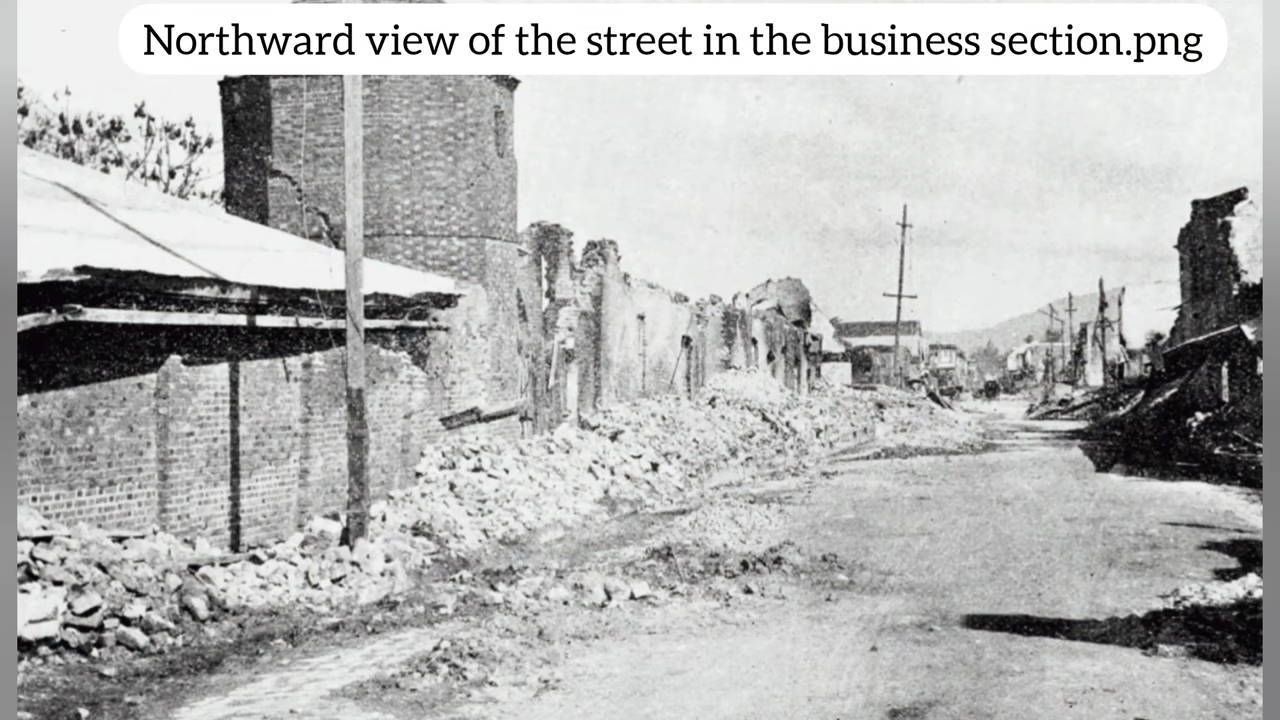 Northward view of the street in the business section.png